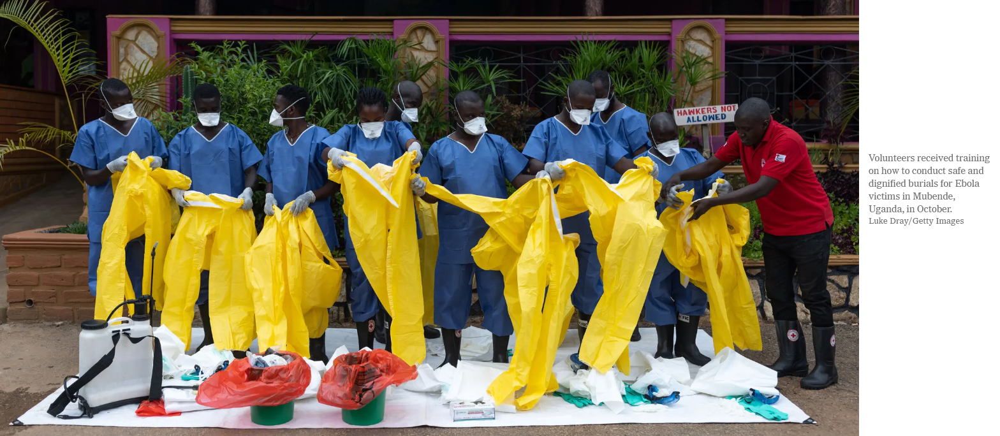 HAWKERS NOT
ALLOWED
Volunteers received training
on how to conduct safe and
dignified burials for Ebola
victims in Mubende,
Uganda, in October.
Luke Dray/Getty Images